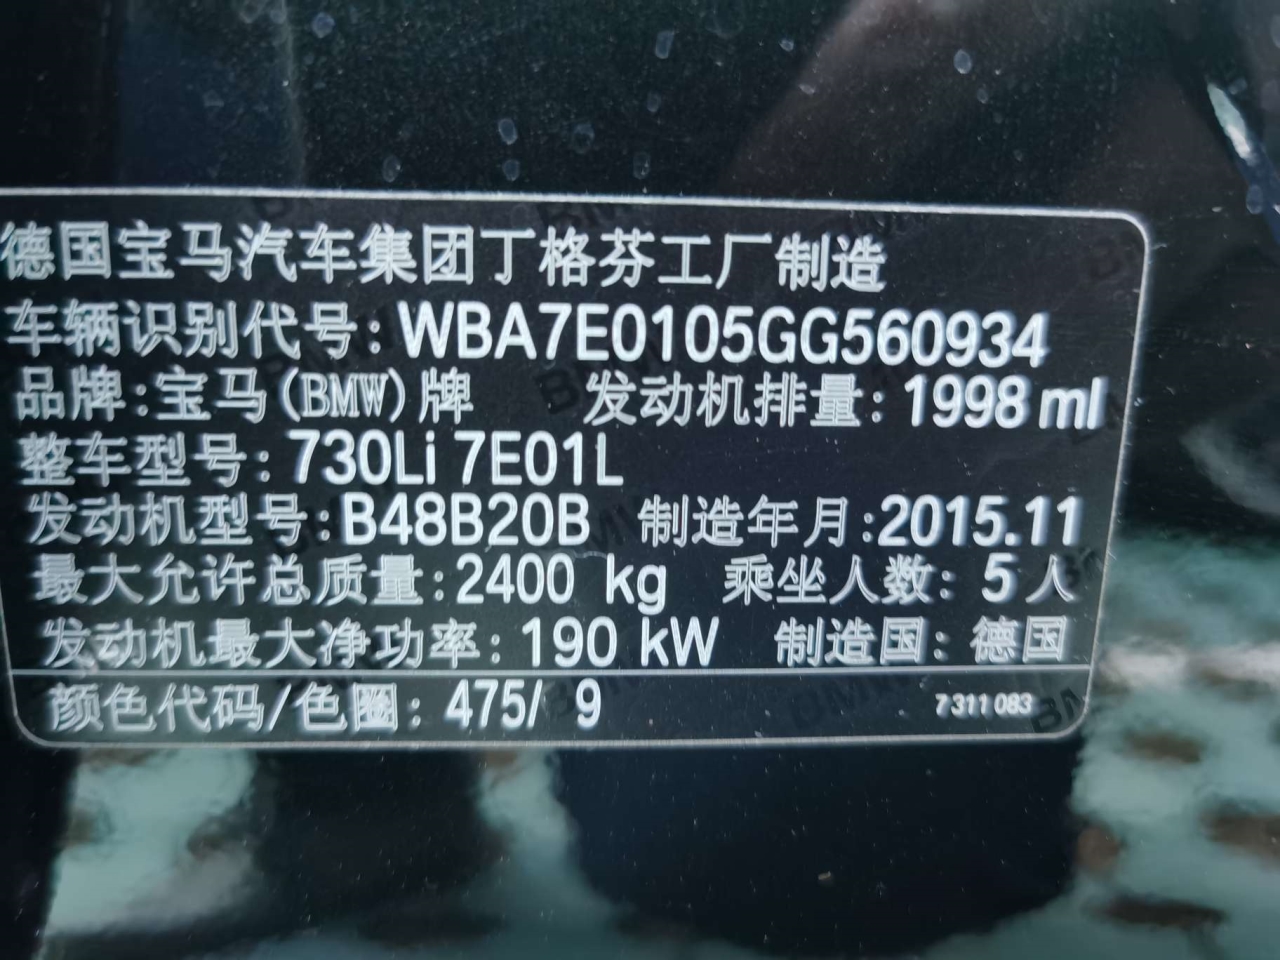 德国宝马汽车集团丁格芬工厂制造
车辆识别代号:WBA7E0105GG560934
品牌:宝马(BMW)牌 发动机排量:1998 ml
整车型号:730Li 7E01L
发动机型号:B48B20B 制造年月:2015.11
最大允许总质量:2400 kg 乘坐人数: 5 人
发动机最大净功率:190 kW 制造国: 德国
颜色代码/色圈: 475/ 9 7 311 083